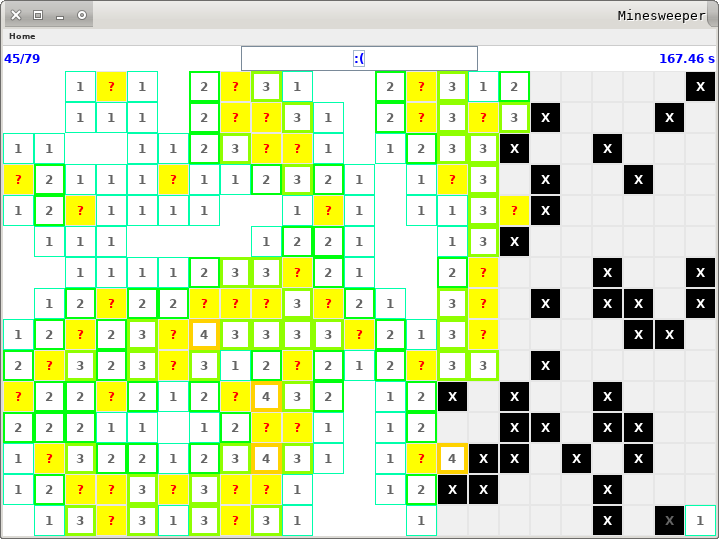 Minesweeper
Home
45/79 :( 167.46 s
1 ? 1 2 ? 3 1 2 ? 3 1 2 X
1 1 1 2 ? ? 3 1 2 ? 3 ? 3 X X
1 1 1 1 2 3 ? ? 1 1 2 3 3 X X
? 2 1 1 1 ? 1 1 2 3 2 1 1 ? 3 X X
1 2 ? 1 1 1 1 1 ? 1 1 1 3 ? X
1 1 1 1 2 2 1 1 3 X
1 1 1 1 2 3 3 ? 2 1 2 ? X X
1 2 ? 2 2 ? ? ? 3 ? 2 1 3 ? X X X X
1 2 ? 2 3 ? 4 3 3 3 3 ? 2 1 3 ? X X
2 ? 3 2 3 ? 3 1 2 ? 2 1 2 ? 3 3 X
? 2 2 ? 2 1 2 ? 4 3 2 1 2 X X X
2 2 2 1 1 1 2 ? ? 1 1 2 X X X X
1 ? 3 2 2 1 2 3 4 3 1 1 ? 4 X X X X
1 2 ? ? 3 ? 3 ? ? 1 1 2 X X X
1 3 ? 3 1 3 ? 3 1 1 X X 1